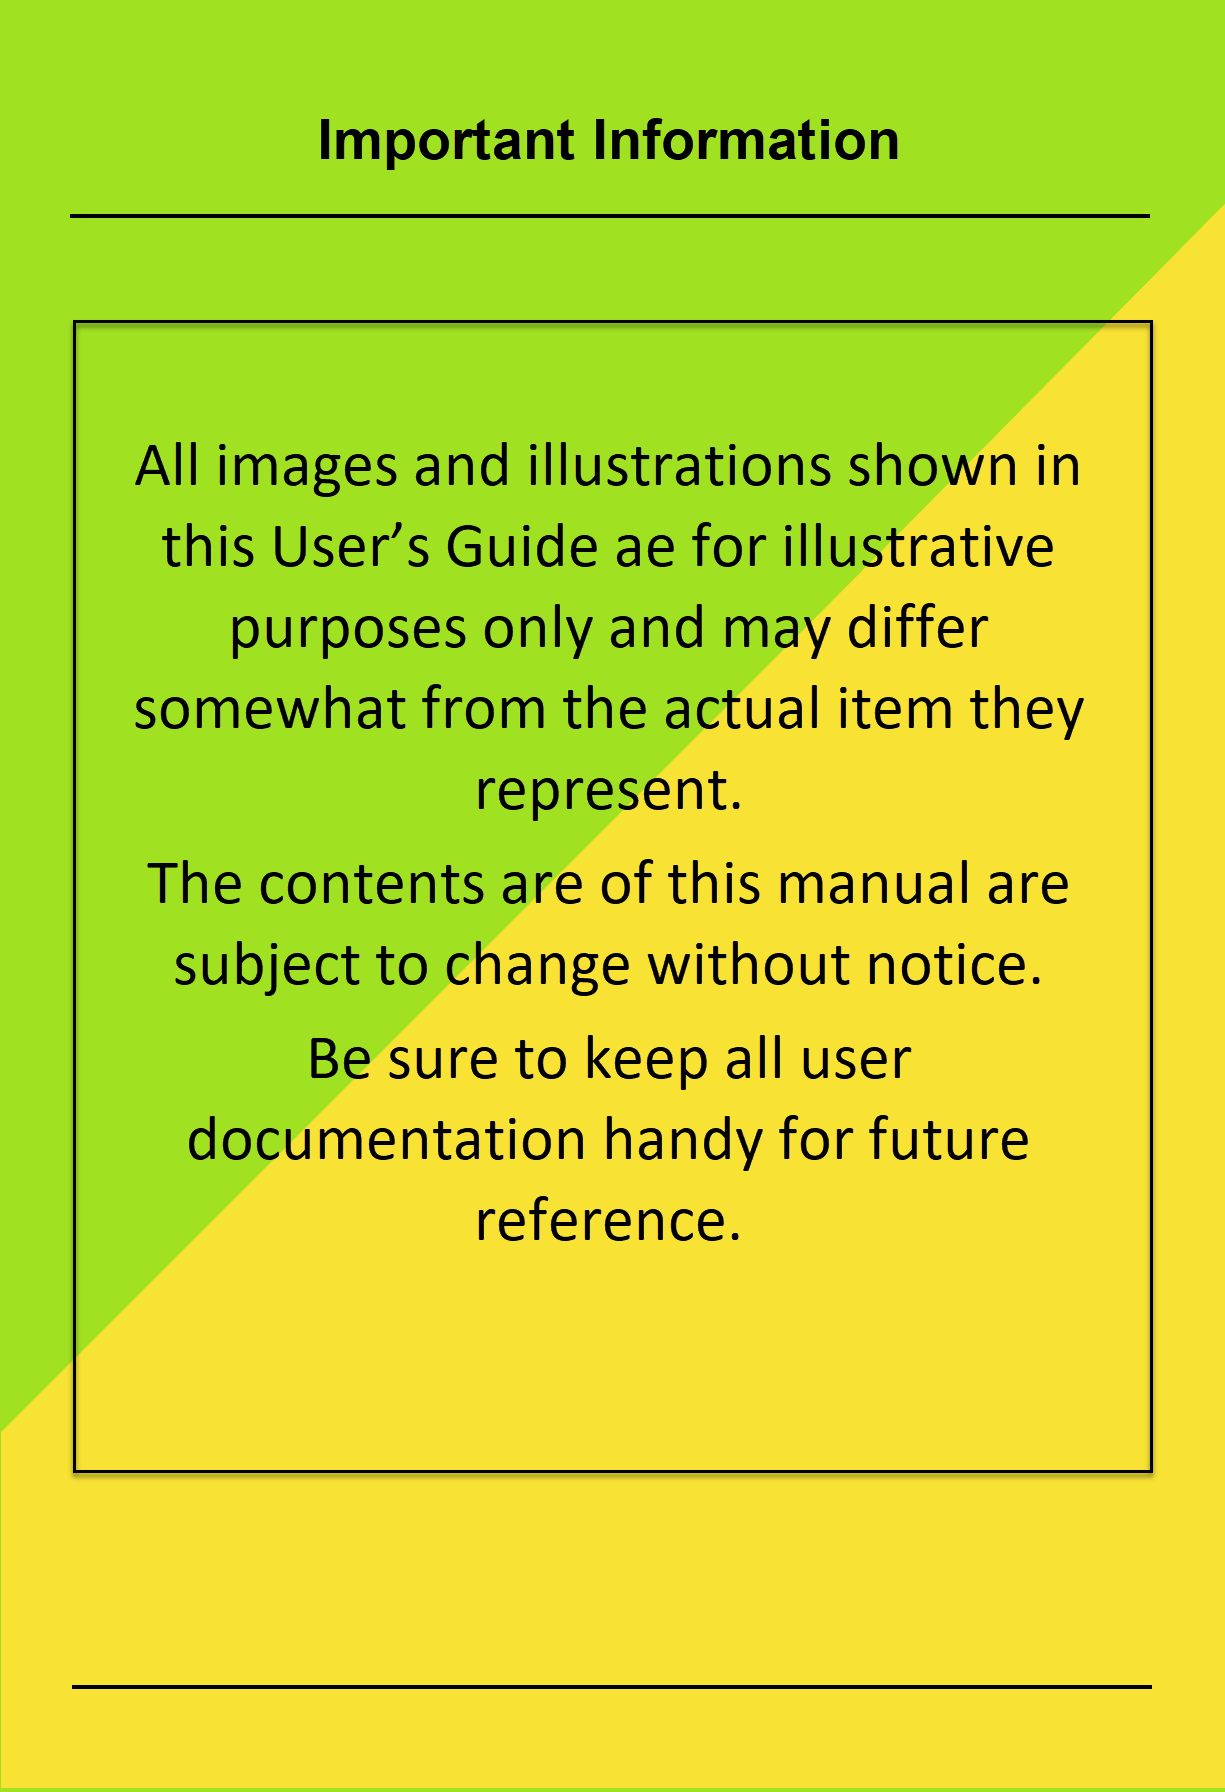 Important Information
All images and illustrations shown in
this User’s Guide ae for illustrative
purposes only and may differ
somewhat from the actual item they
represent.
The contents are of this manual are
subject to change without notice.
Be sure to keep all user
documentation handy for future
reference.